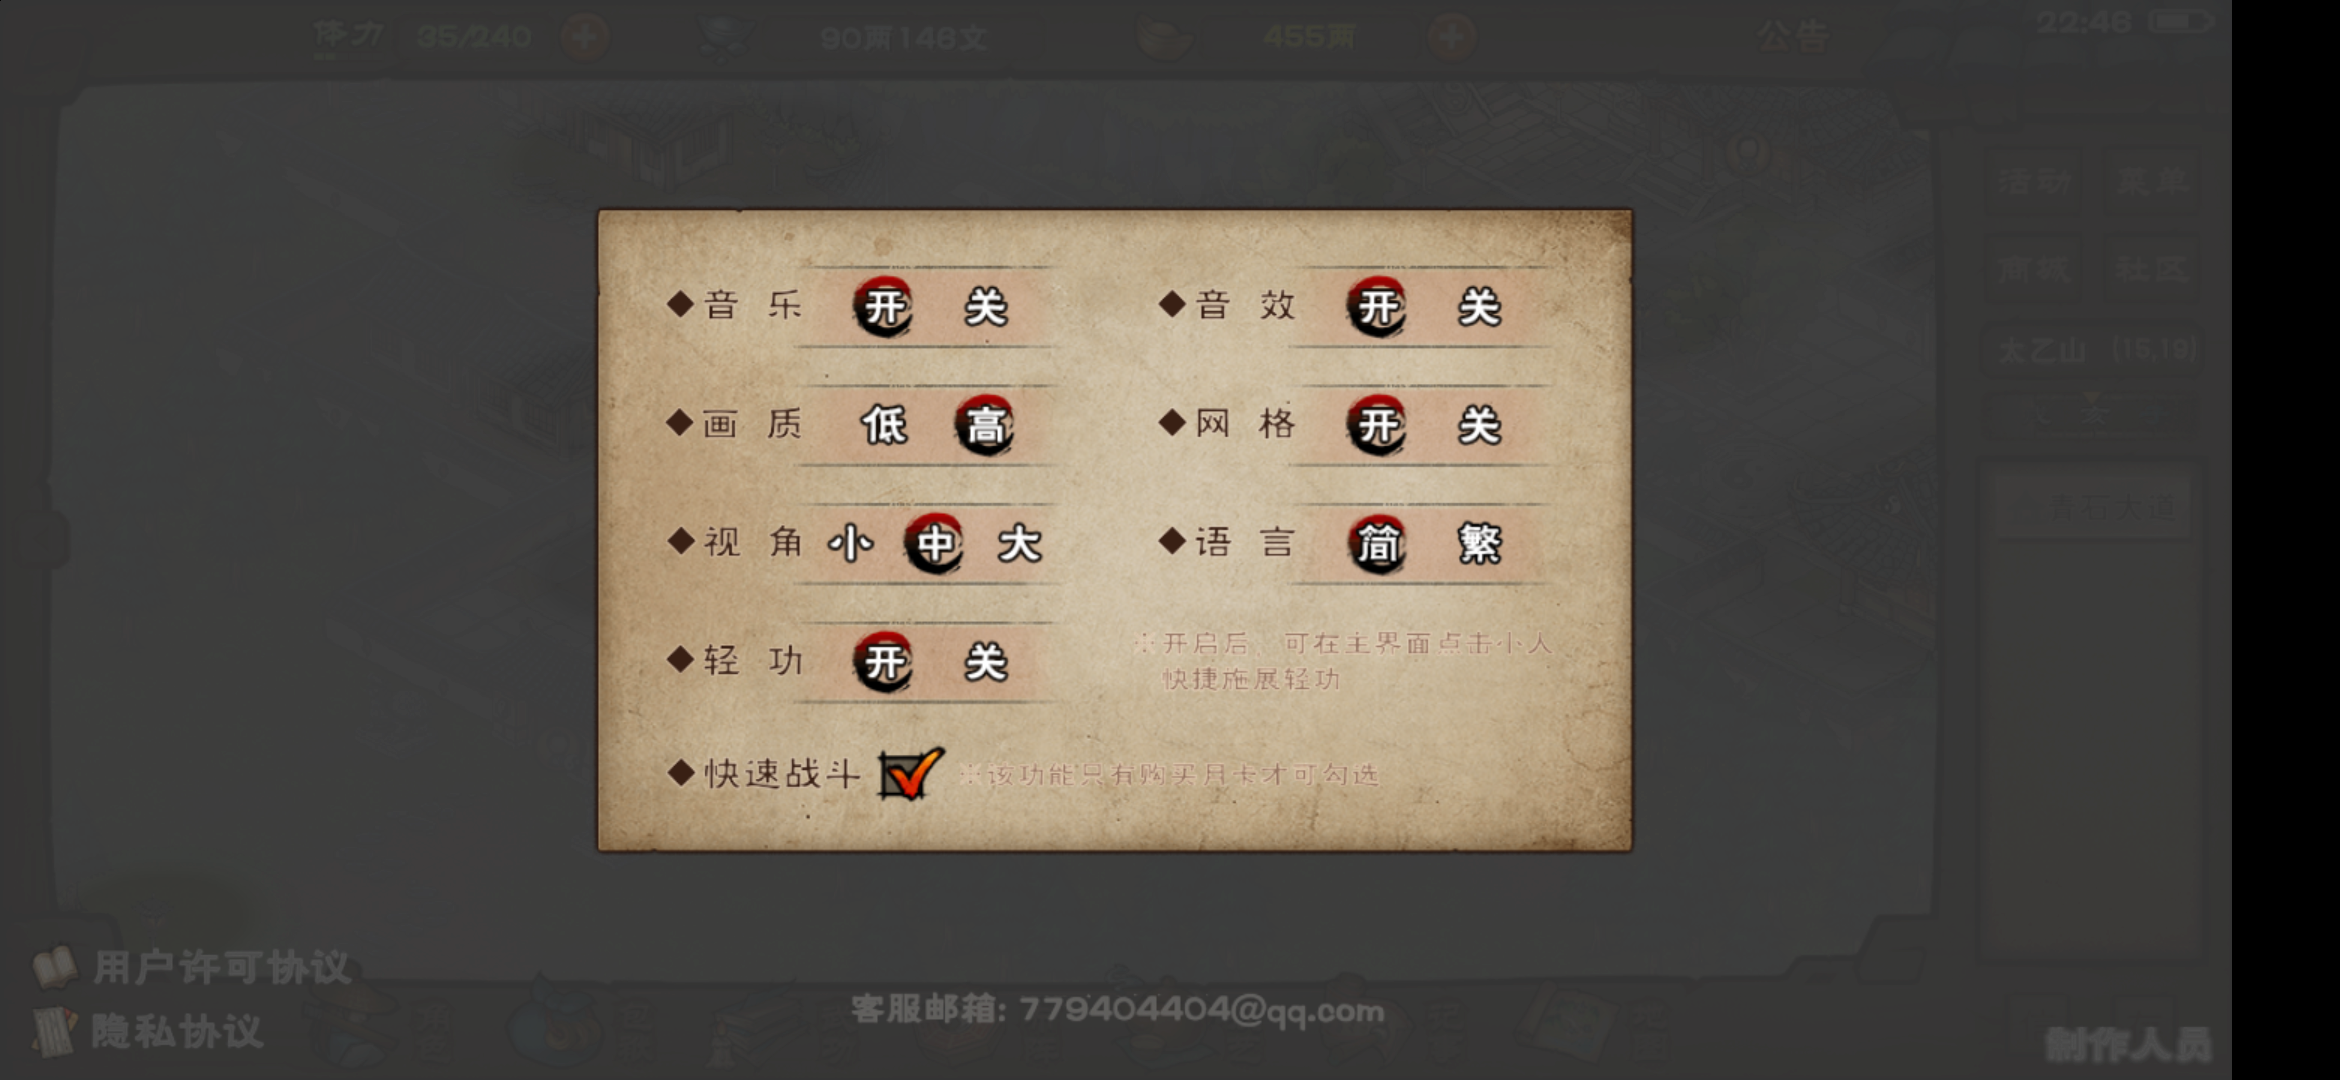 体力 35/240 90两146文 455两 公告 22:46
活动 菜单
商城 社区
太乙山 (15,19)
青石大道
◆音 乐 开 关 ◆音 效 开 关
◆画 质 低 高 ◆网 格 开 关
◆视 角 小 中 大 ◆语 言 简 繁
◆轻 功 开 关 ※开启后，可在主界面点击小人
快捷施展轻功
◆快速战斗 ※该功能只有购买月卡才可勾选
用户许可协议
隐私协议
客服邮箱: 779404404@qq.com
制作人员